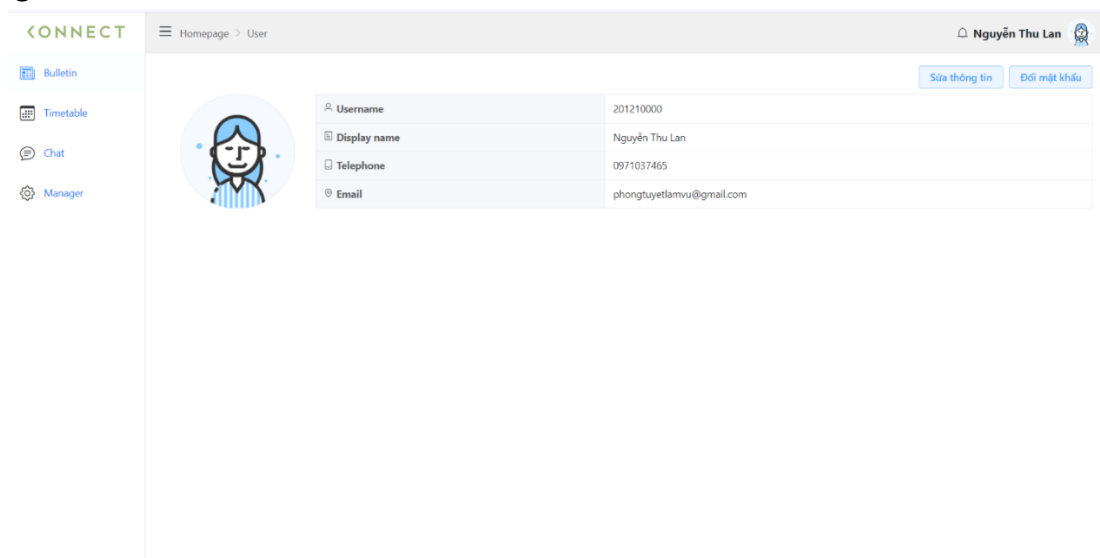 CONNECT
Homepage > User
Nguyễn Thu Lan
Bulletin
Timetable
Chat
Manager
Sửa thông tin
Đổi mật khẩu
Username 201210000
Display name Nguyễn Thu Lan
Telephone 0971037465
Email phongtuyetlamvu@gmail.com